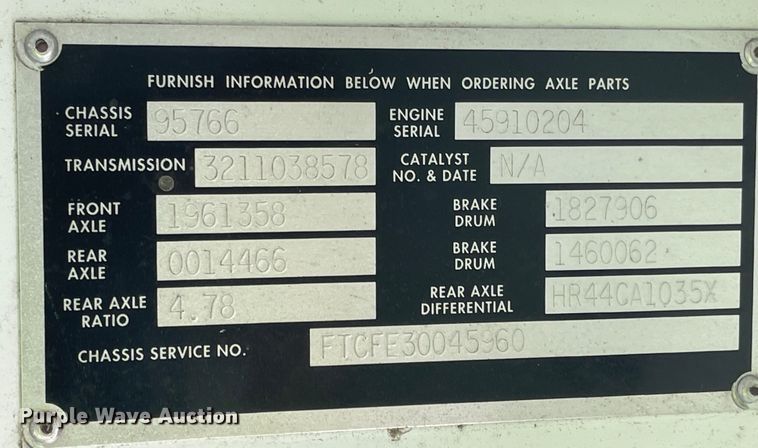 FURNISH INFORMATION BELOW WHEN ORDERING AXLE PARTS
CHASSIS SERIAL 95766 ENGINE SERIAL 45910204
TRANSMISSION 3211038578 CATALYST NO. & DATE N/A
FRONT AXLE 1961358 BRAKE DRUM 1827906
REAR AXLE 0014466 BRAKE DRUM 1460062
REAR AXLE RATIO 4.78 REAR AXLE DIFFERENTIAL HR44CA1035X
CHASSIS SERVICE NO. FTCFE30045960
Purple Wave Auction